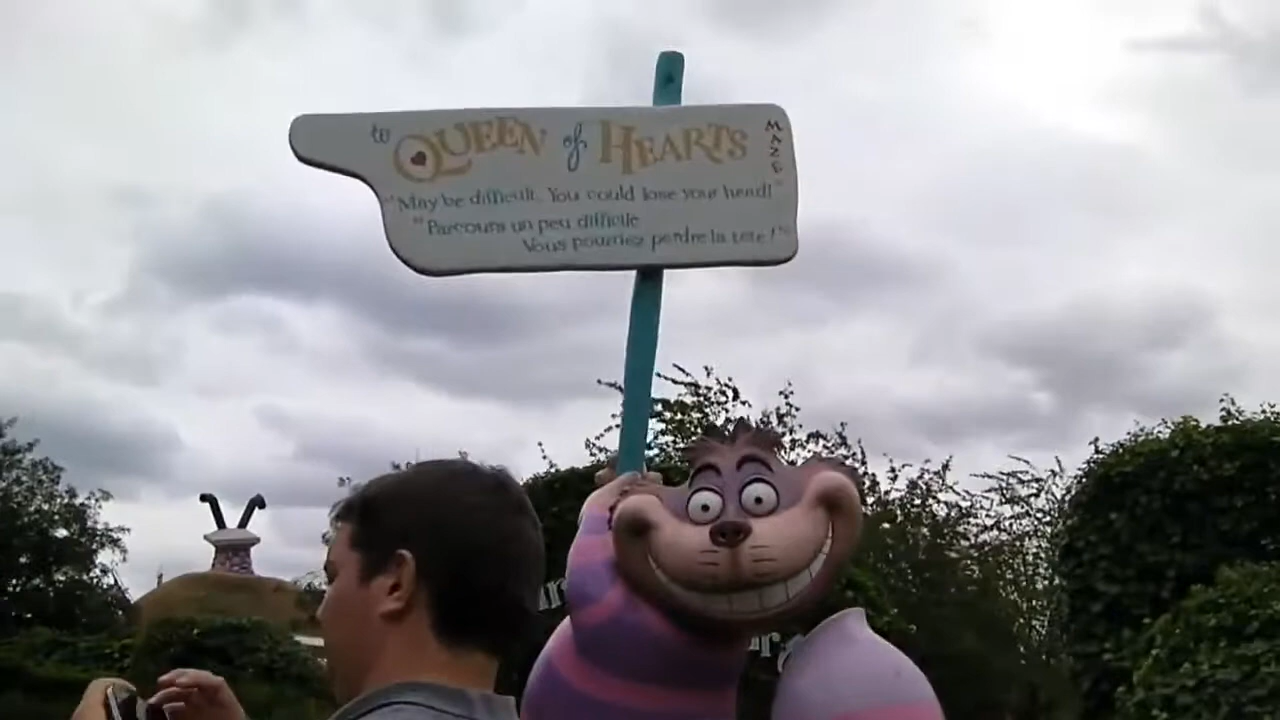 to QUEEN of HEARTS MAZE
"May be difficult. You could lose your head!"
"Parcours un peu difficile
Vous pourriez perdre la tête!"